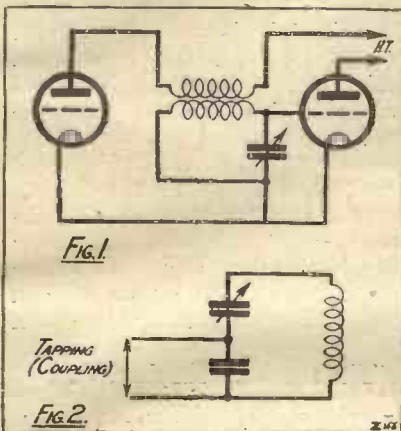 H.T.
FIG. 1.
TAPPING
(COUPLING)
FIG. 2.